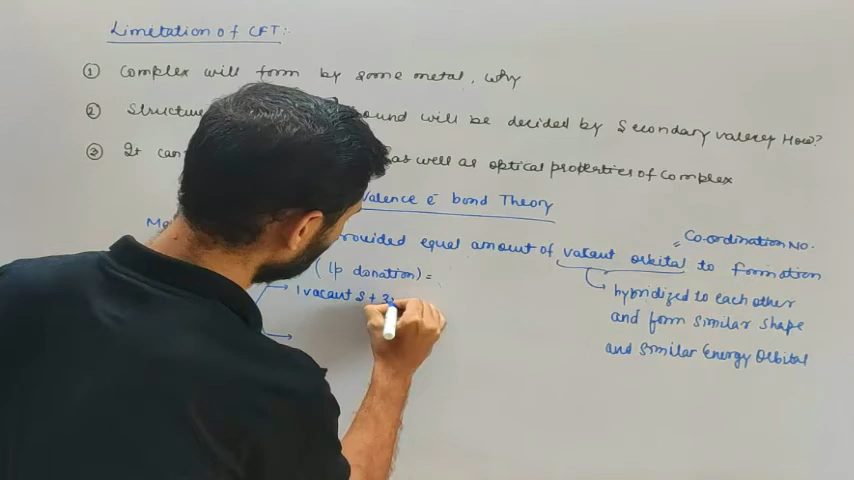 Limitation of CFT:
① Complex will form by some metal, why
② Structu ound will be decided by Secondary valency How?
③ It can as well as optical properties of Complex
Valence e⁻ bond Theory
Co-ordination No.
rovided equal amount of vacant orbital to formation
(lp donation) =
hybridized to each other
1 vacant s + 3
and form similar shape
and similar Energy Orbital